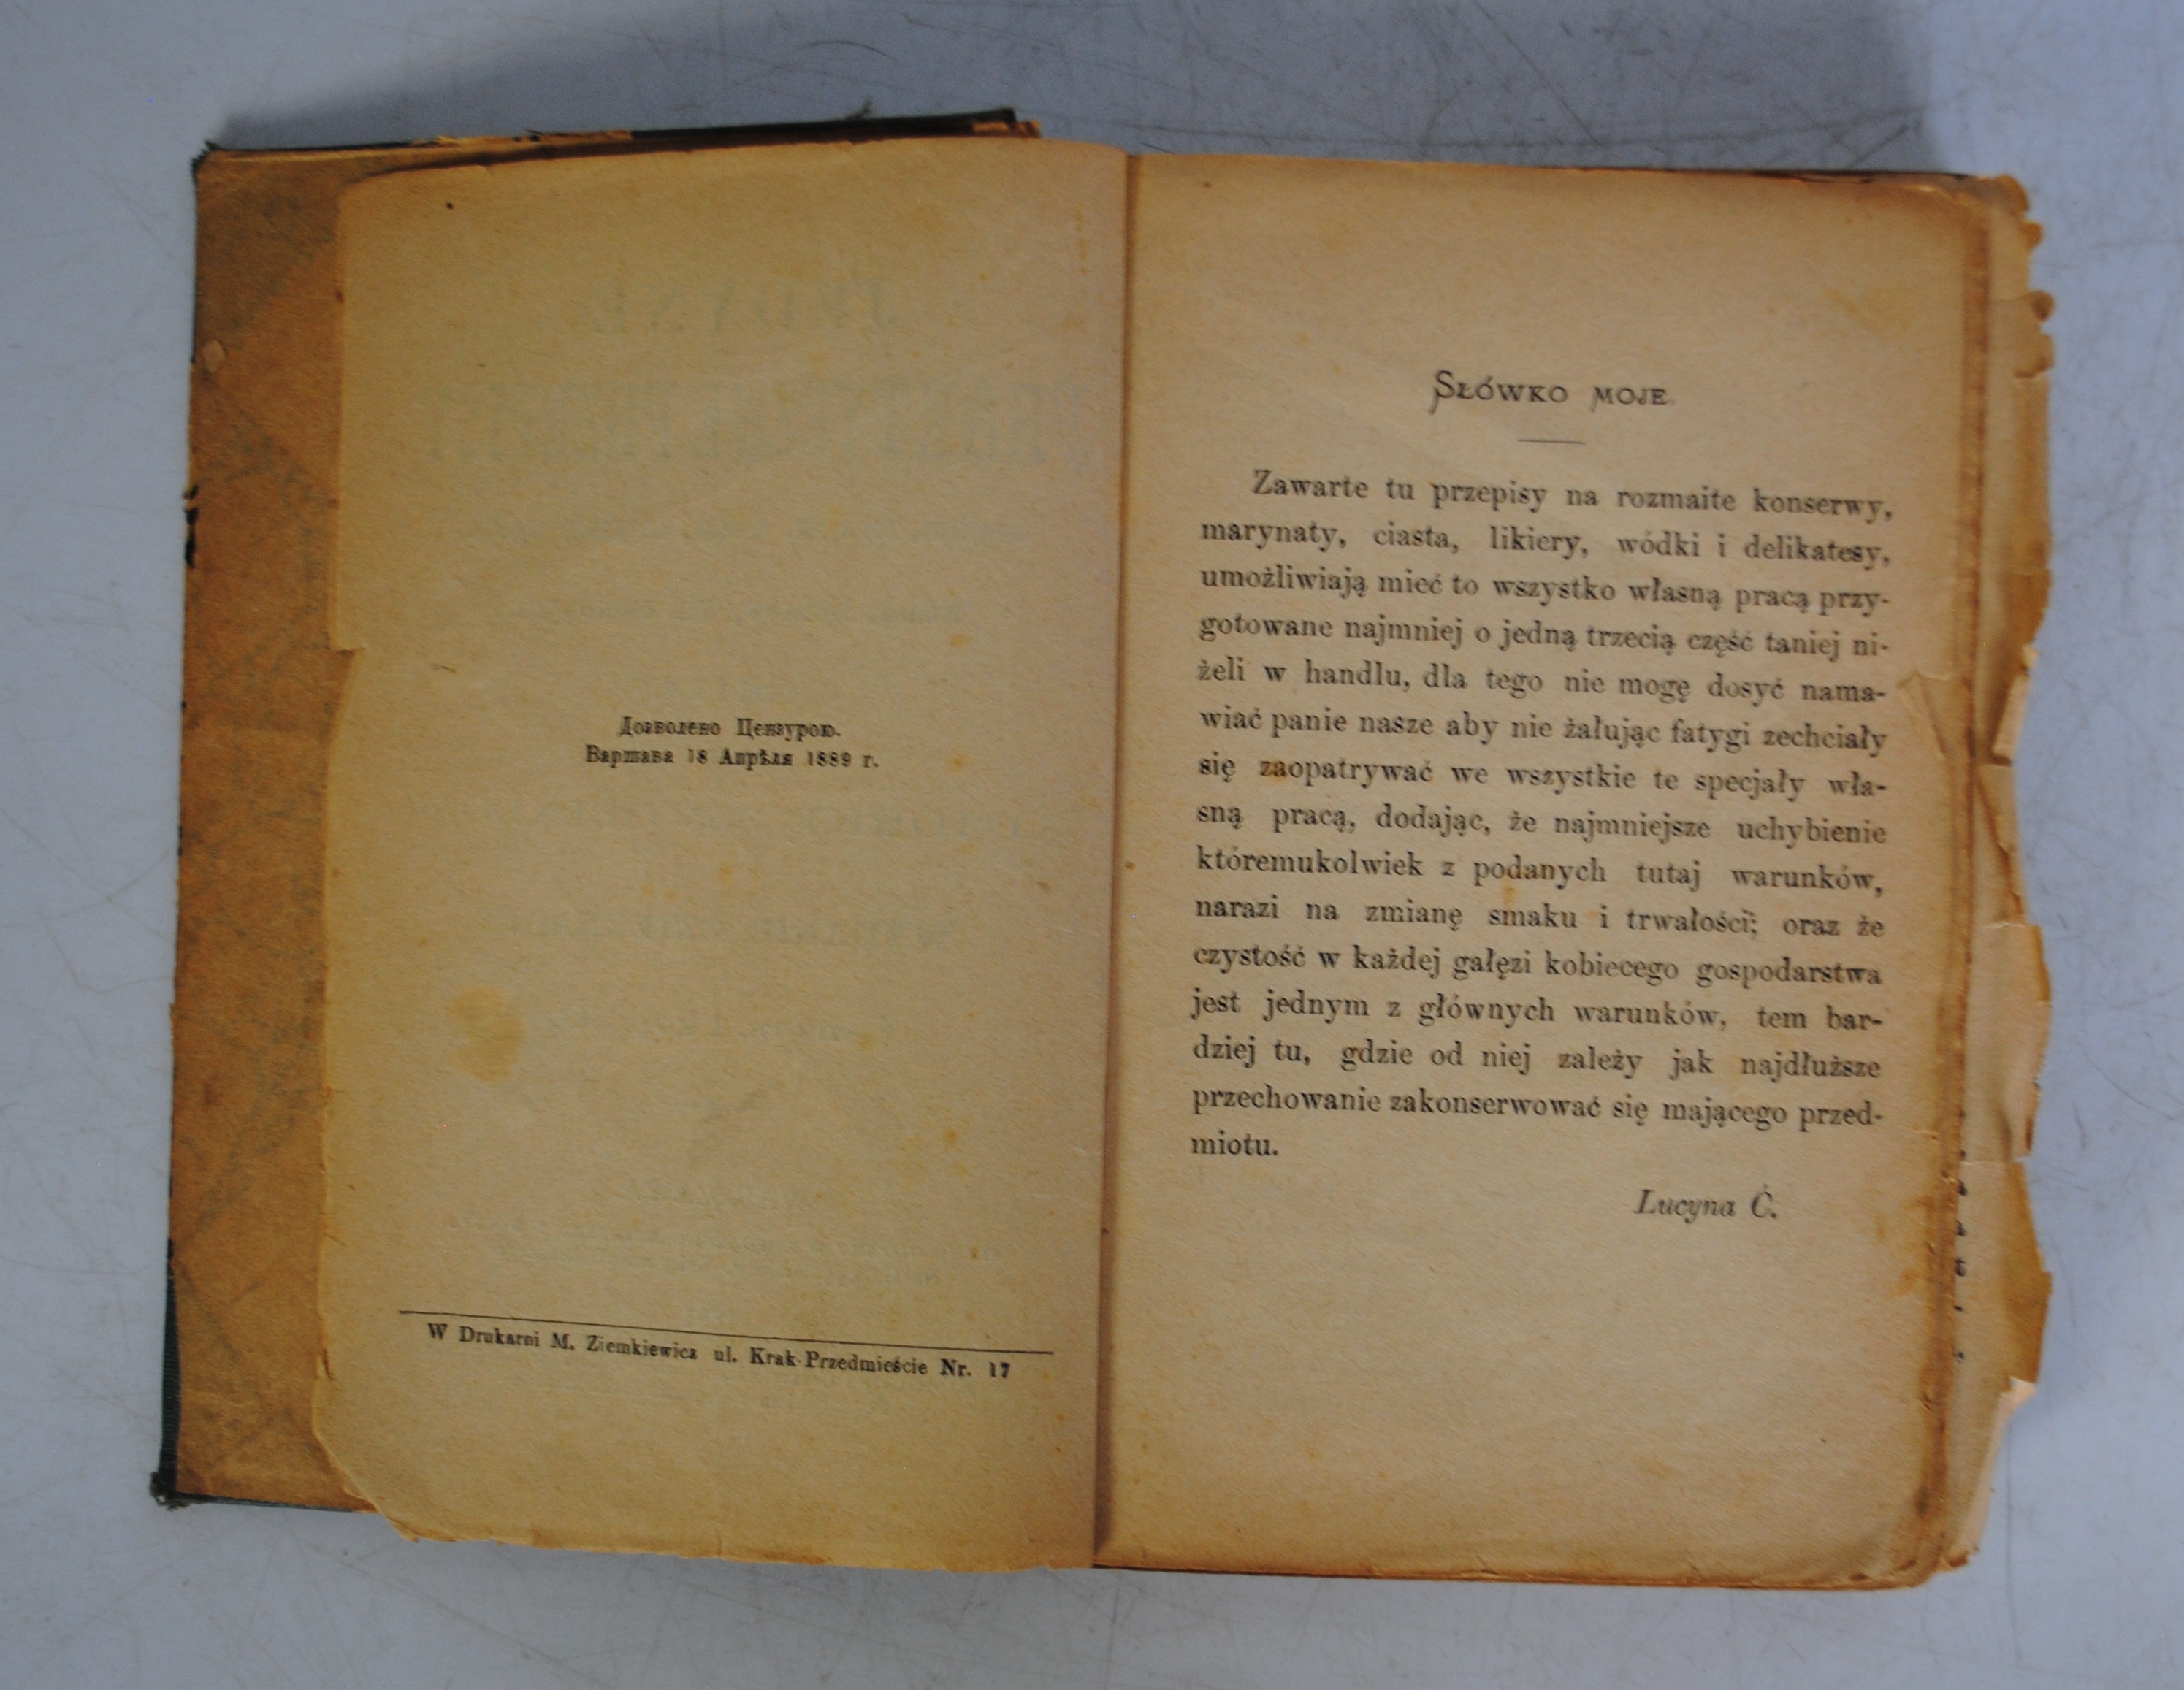 Дозволено Цензурою.
Варшава 18 Апрѣля 1889 г.
W Drukarni M. Ziemkiewicz ul. Krak-Przedmieście Nr. 17
SŁÓWKO MOJE
Zawarte tu przepisy na rozmaite konserwy,
marynaty, ciasta, likiery, wódki i delikatesy,
umożliwiają mieć to wszystko własną pracą przy-
gotowane najmniej o jedną trzecią część taniej ni-
żeli w handlu, dla tego nie mogę dosyć nama-
wiać panie nasze aby nie żałując fatygi zechciały
się zaopatrywać we wszystkie te specjały wła-
sną pracą, dodając, że najmniejsze uchybienie
któremukolwiek z podanych tutaj warunków,
narazi na zmianę smaku i trwałości; oraz że
czystość w każdej gałęzi kobiecego gospodarstwa
jest jednym z głównych warunków, tem bar-
dziej tu, gdzie od niej zależy jak najdłuższe
przechowanie zakonserwować się mającego przed-
miotu.
Lucyna Ć.